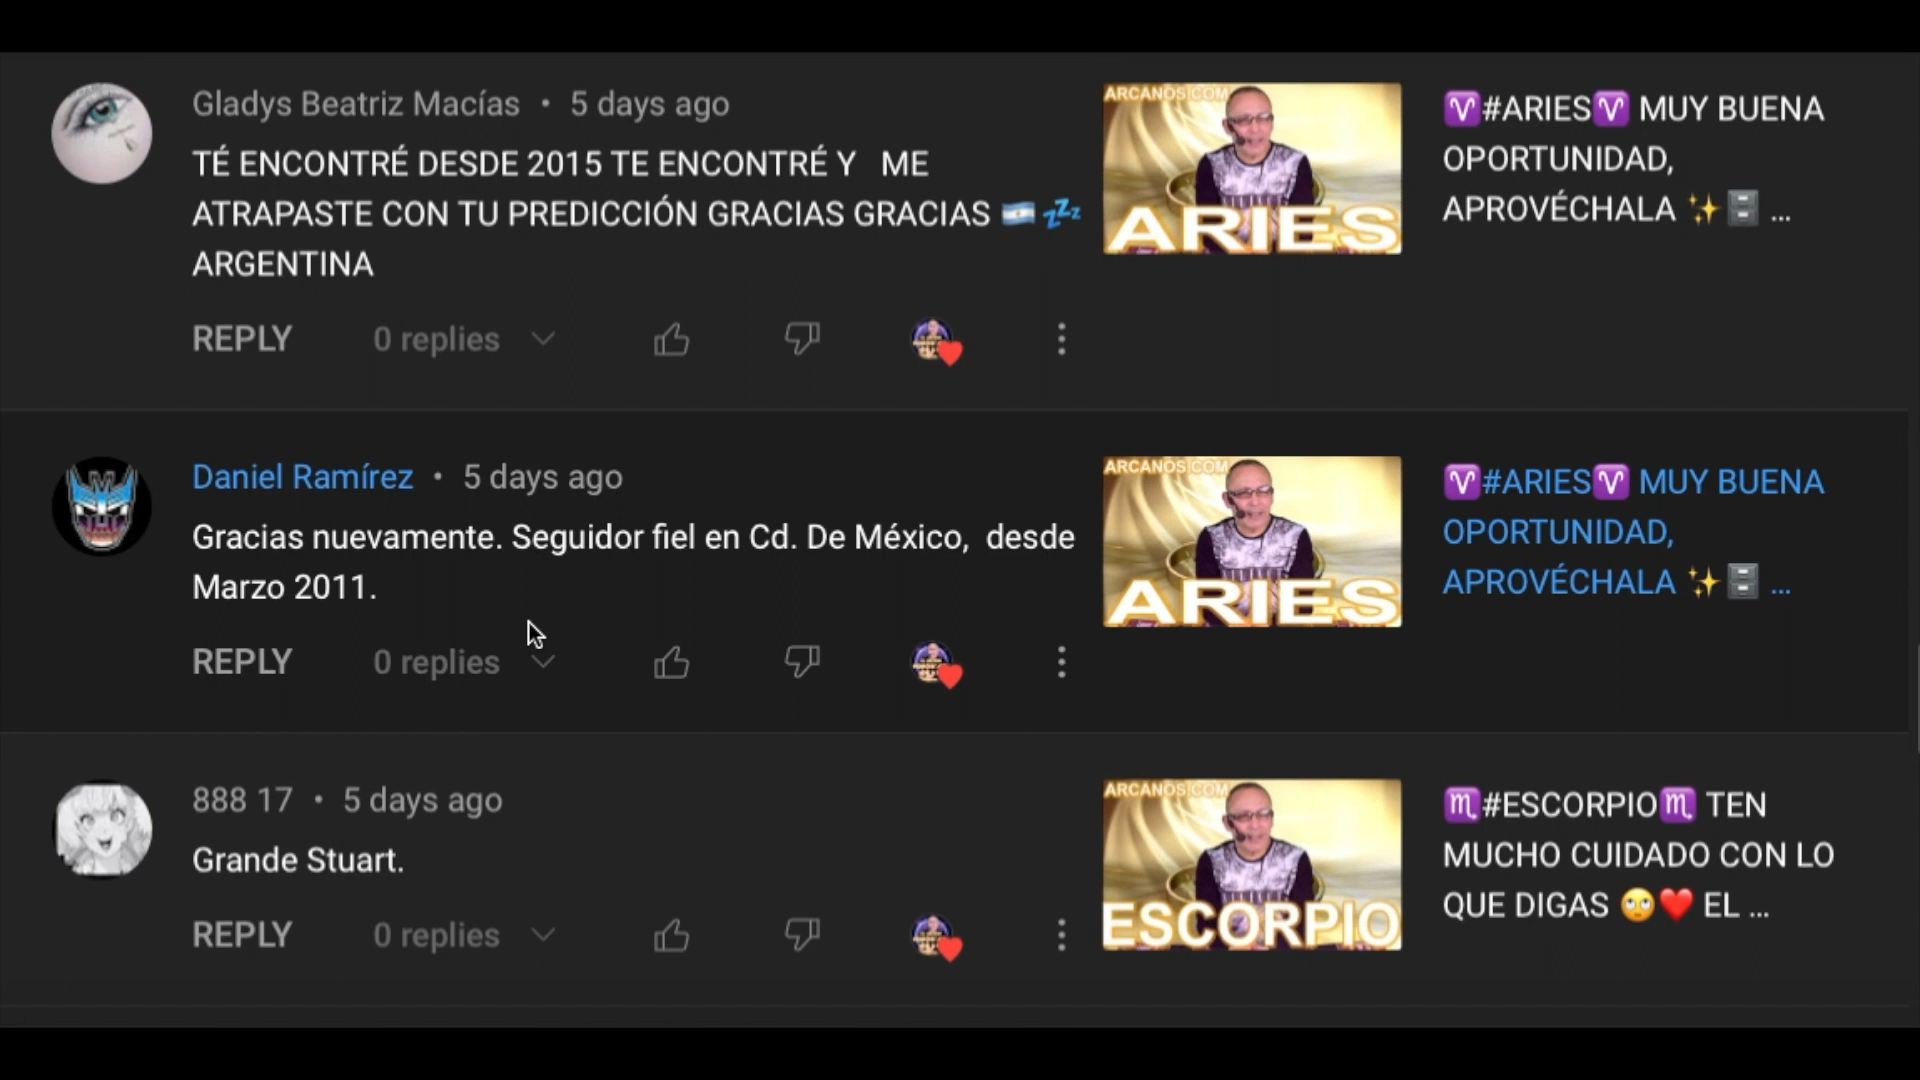 Gladys Beatriz Macías • 5 days ago
TÉ ENCONTRÉ DESDE 2015 TE ENCONTRÉ Y ME
ATRAPASTE CON TU PREDICCIÓN GRACIAS GRACIAS 🇦🇷 💤
ARGENTINA
REPLY 0 replies
ARCANOS.COM
ARIES
♈#ARIES♈ MUY BUENA
OPORTUNIDAD,
APROVÉCHALA ✨🗄️ ...
Daniel Ramírez • 5 days ago
Gracias nuevamente. Seguidor fiel en Cd. De México, desde
Marzo 2011.
REPLY 0 replies
ARCANOS.COM
ARIES
♈#ARIES♈ MUY BUENA
OPORTUNIDAD,
APROVÉCHALA ✨🗄️ ...
888 17 • 5 days ago
Grande Stuart.
REPLY 0 replies
ARCANOS.COM
ESCORPIO
♏#ESCORPIO♏ TEN
MUCHO CUIDADO CON LO
QUE DIGAS 🙄❤️ EL ...